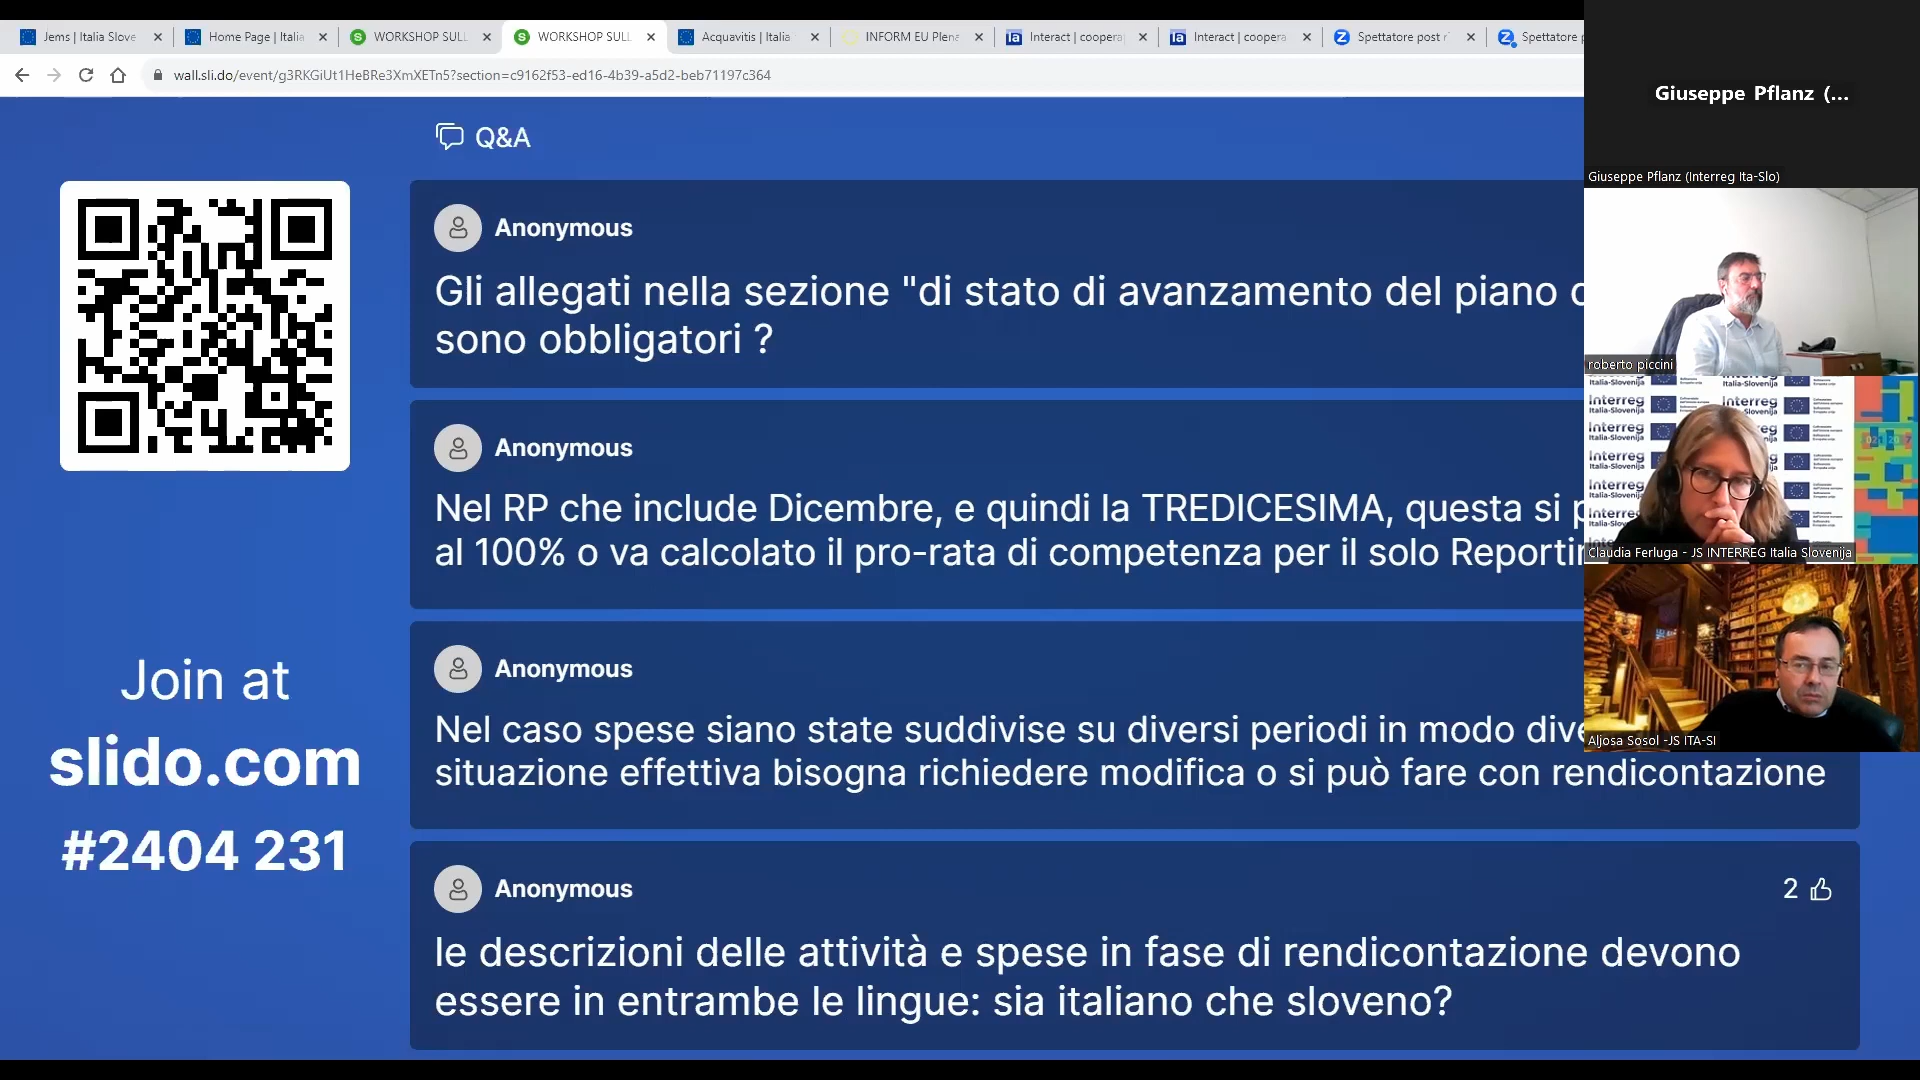 Jems | Italia Slove
Home Page | Italia
WORKSHOP SULL
WORKSHOP SULL
Acquavitis | Italia
INFORM EU Plena
Interact | coopera
Interact | coopera
Spettatore post
Spettatore
wall.sli.do/event/g3RKGiUt1HeBRe3XmXETn5?section=c9162f53-ed16-4b39-a5d2-beb71197c364
Giuseppe Pflanz (...
Giuseppe Pflanz (Interreg Ita-Slo)
roberto piccini
Interreg
Italia-Slovenija
Claudia Ferluga - JS INTERREG Italia Slovenija
Aljosa Sosol -JS ITA-SI
Q&A
Anonymous
Gli allegati nella sezione "di stato di avanzamento del piano
sono obbligatori ?
Anonymous
Nel RP che include Dicembre, e quindi la TREDICESIMA, questa si
al 100% o va calcolato il pro-rata di competenza per il solo
Anonymous
Nel caso spese siano state suddivise su diversi periodi in modo
situazione effettiva bisogna richiedere modifica o si può fare con rendicontazione
Anonymous
2
le descrizioni delle attività e spese in fase di rendicontazione devono
essere in entrambe le lingue: sia italiano che sloveno?
Join at
slido.com
#2404 231